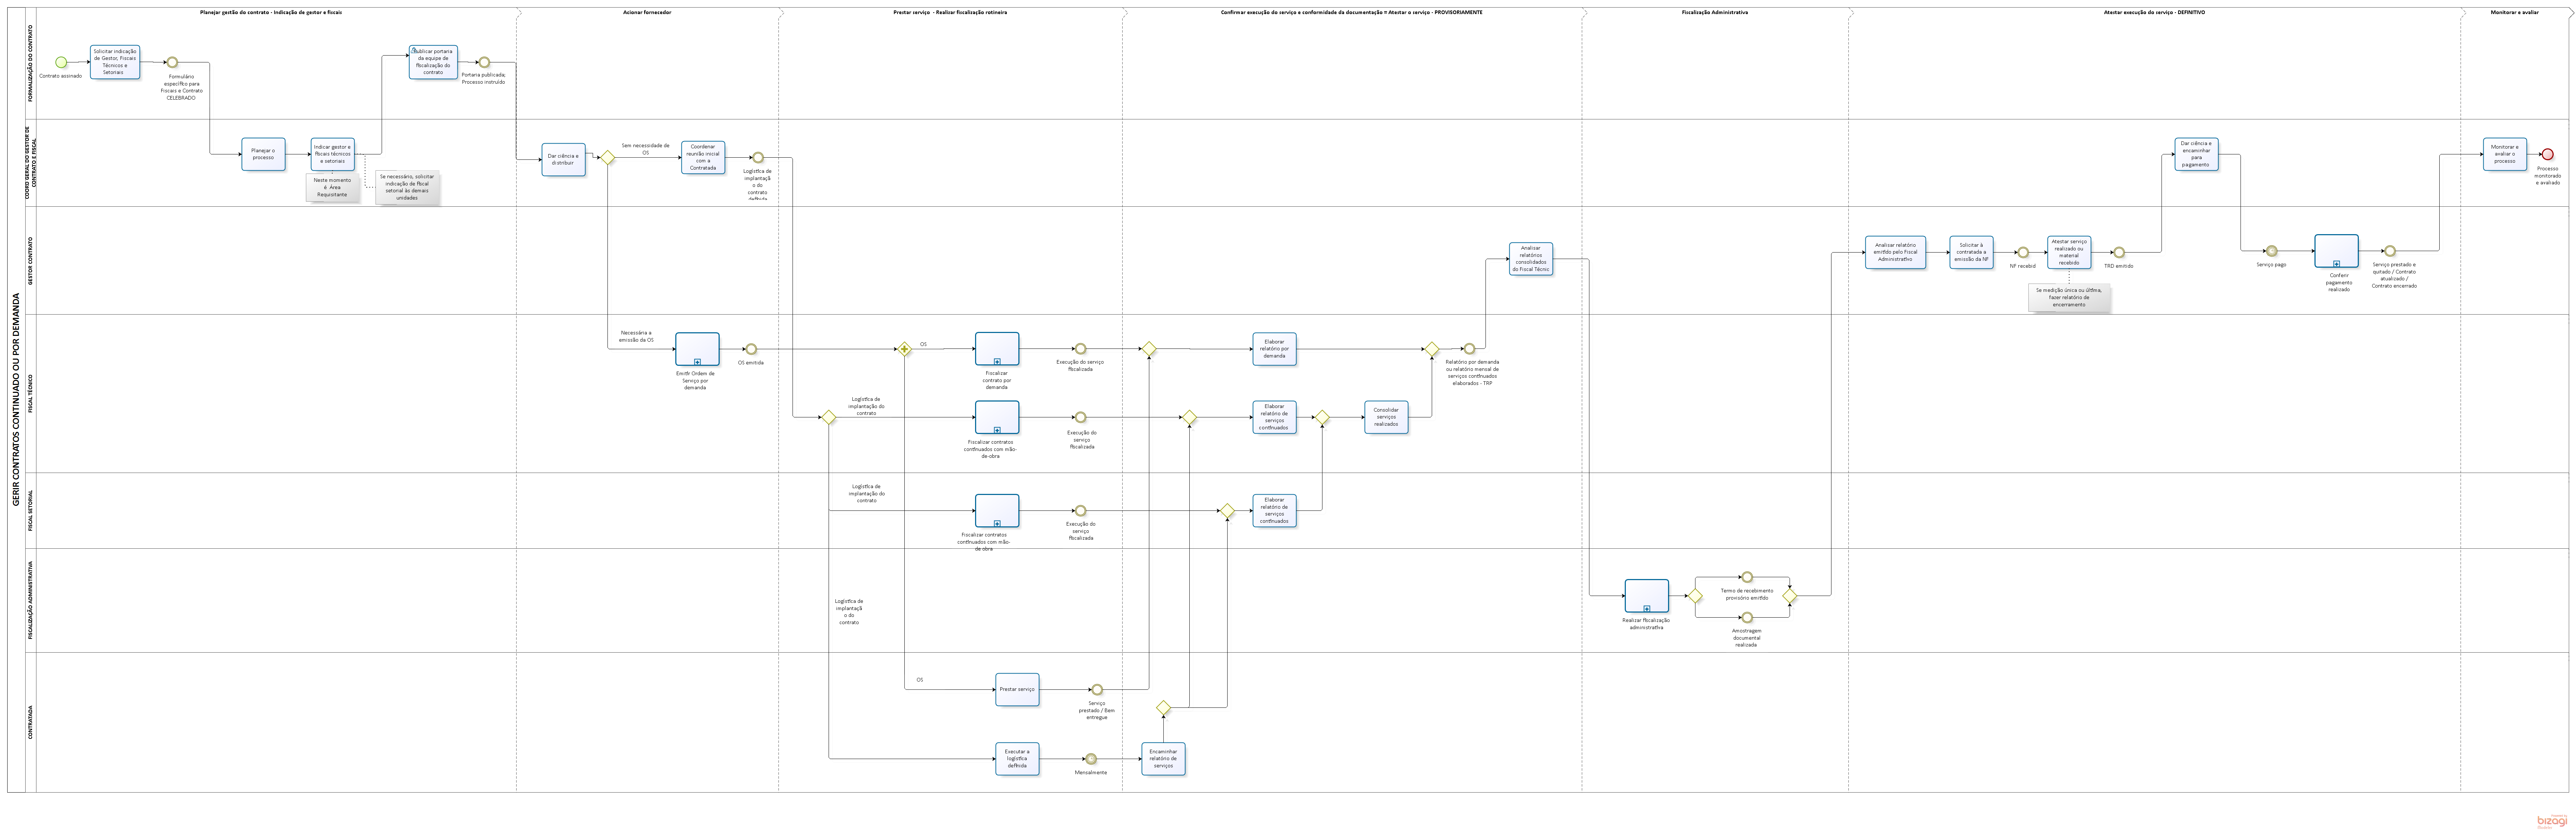 Planejar gestão do contrato - Indicação de gestor e fiscais
Acionar fornecedor
Prestar serviço - Realizar fiscalização rotineira
Confirmar execução do serviço e conformidade da documentação = Atestar o serviço - PROVISORIAMENTE
Fiscalização Administrativa
Atestar execução do serviço - DEFINITIVO
Monitorar e avaliar
GERIR CONTRATOS CONTINUADO OU POR DEMANDA
FORMALIZAÇÃO DO CONTRATO
Contrato assinado
Solicitar indicação
de Gestor, Fiscais
Técnicos e
Setoriais
Formulário
específico para
Fiscais e Contrato
CELEBRADO
Publicar portaria
da equipe de
fiscalização do
contrato
Portaria publicada;
Processo instruído
COORD GERAL DO GESTOR DE
CONTRATO E FISCAL
Planejar o
processo
Indicar gestor e
fiscais técnicos
e setoriais
Neste momento
é Área
Requisitante
Se necessário, solicitar
indicação de fiscal
setorial às demais
unidades
Dar ciência e
distribuir
Sem necessidade de
OS
Coordenar
reunião inicial
com a
Contratada
Logística de
implantaçã
o do
contrato
definida
Dar ciência e
encaminhar
para
pagamento
Monitorar e
avaliar o
processo
Processo
monitorado
e avaliado
GESTOR CONTRATO
Analisar
relatórios
consolidados
do Fiscal Técnic
Analisar relatório
emitido pelo Fiscal
Administrativo
Solicitar à
contratada a
emissão da NF
NF recebid
Atestar serviço
realizado ou
material
recebido
TRD emitido
Se medição única ou última,
fazer relatório de
encerramento
Serviço pago
Conferir
pagamento
realizado
Serviço prestado e
quitado / Contrato
atualizado /
Contrato encerrado
FISCAL TÉCNICO
Necessária a
emissão da OS
Emitir Ordem de
Serviço por
demanda
OS emitida
OS
Fiscalizar
contrato por
demanda
Execução do serviço
fiscalizada
Elaborar
relatório por
demanda
Relatório por demanda
ou relatório mensal de
serviços continuados
elaborados - TRP
Logística de
implantação do
contrato
Fiscalizar contratos
continuados com mão-
de-obra
Execução do
serviço
fiscalizada
Elaborar
relatório de
serviços
continuados
Consolidar
serviços
realizados
FISCAL SETORIAL
Logística de
implantação do
contrato
Fiscalizar contratos
continuados com mão-
de obra
Execução do
serviço
fiscalizada
Elaborar
relatório de
serviços
continuados
FISCALIZAÇÃO ADMINISTRATIVA
Logística de
implantaçã
o do
contrato
Realizar fiscalização
administrativa
Termo de recebimento
provisório emitido
Amostragem
documental
realizada
CONTRATADA
OS
Prestar serviço
Serviço
prestado / Bem
entregue
Executar a
logística
definida
Mensalmente
Encaminhar
relatório de
serviços
bizagi